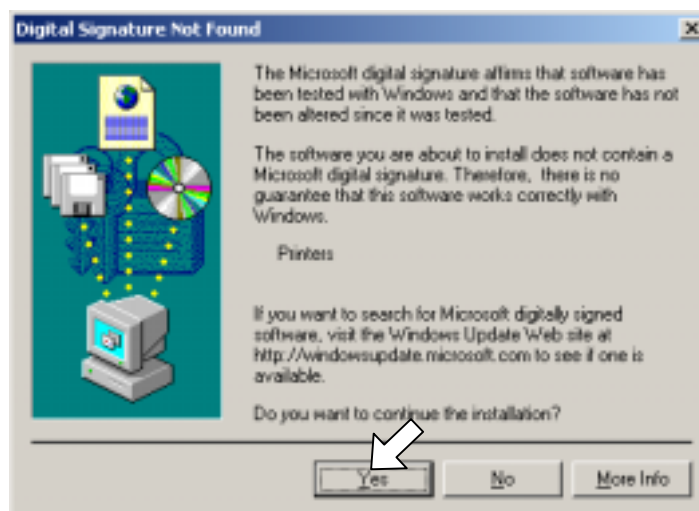 Digital Signature Not Found
The Microsoft digital signature affirms that software has
been tested with Windows and that the software has not
been altered since it was tested.
The software you are about to install does not contain a
Microsoft digital signature. Therefore, there is no
guarantee that this software works correctly with
Windows.
Printers
If you want to search for Microsoft digitally signed
software, visit the Windows Update Web site at
http://windowsupdate.microsoft.com to see if one is
available.
Do you want to continue the installation?
Yes No More Info